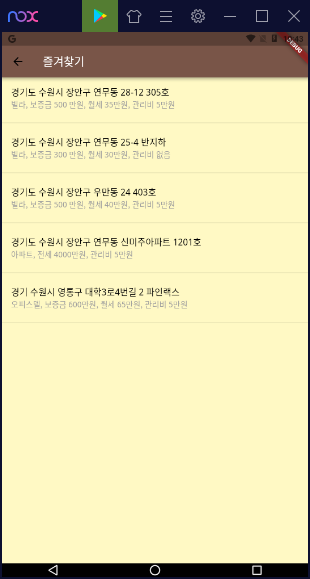 nox
G
43
DEBUG
즐겨찾기
경기도 수원시 장안구 연무동 28-12 305호
빌라, 보증금 500 만원, 월세 35만원, 관리비 5만원
경기도 수원시 장안구 연무동 25-4 반지하
빌라, 보증금 300 만원, 월세 30만원, 관리비 없음
경기도 수원시 장안구 우만동 24 403호
빌라, 보증금 500 만원, 월세 40만원, 관리비 5만원
경기도 수원시 장안구 연무동 신미주아파트 1201호
아파트, 전세 4000만원, 관리비 5만원
경기 수원시 영통구 대학3로4번길 2 파인랙스
오피스텔, 보증금 600만원, 월세 65만원, 관리비 5만원